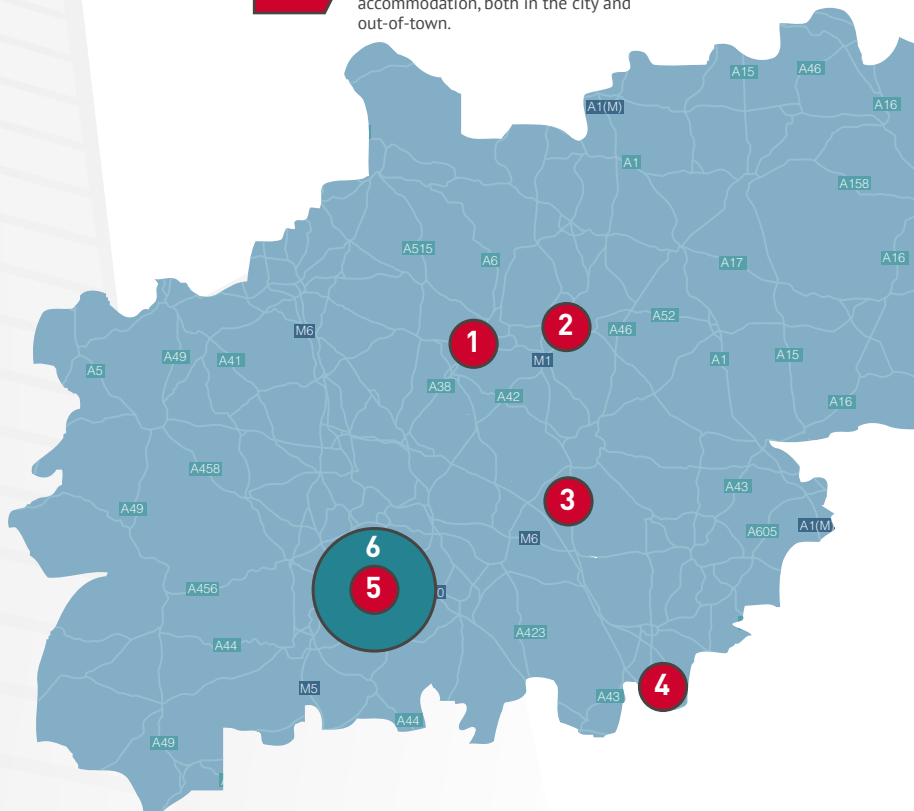 accommodation, both in the city and
out-of-town.
A15
A46
A1(M)
A16
A1
A158
A515
A6
A17
A16
M6
1
2
A46
A52
A5
A49
A41
M1
A1
A15
A38
A42
A16
A458
A43
A49
3
M6
A605
A1(M
6
5
0
A456
A44
A423
M5
4
A43
A44
A49